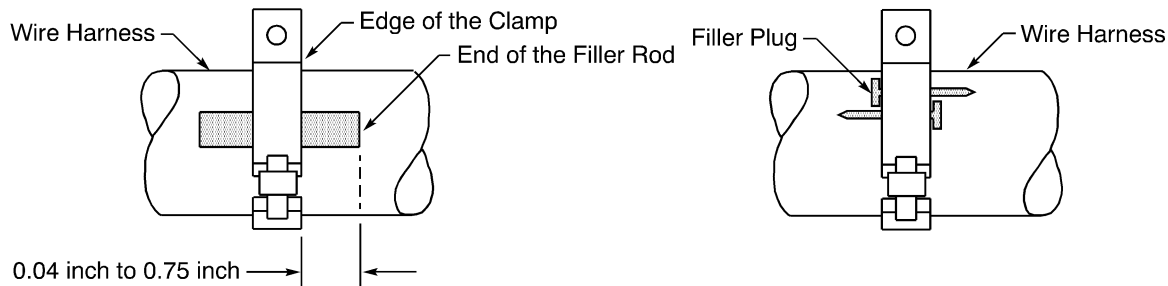 Wire Harness
Edge of the Clamp
End of the Filler Rod
0.04 inch to 0.75 inch
Filler Plug
Wire Harness